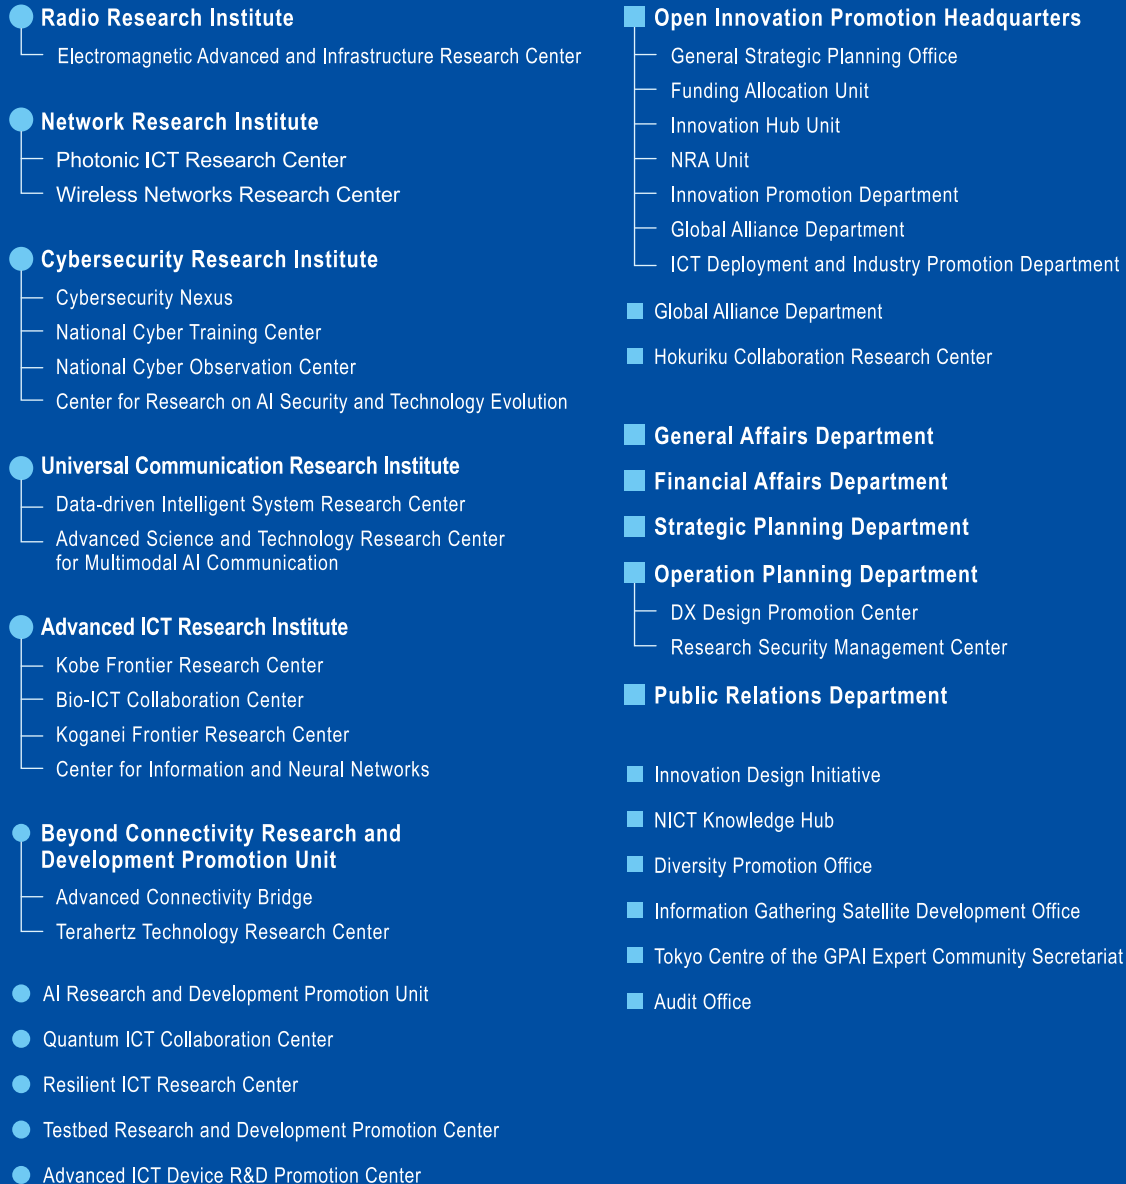 Radio Research Institute
Electromagnetic Advanced and Infrastructure Research Center
Network Research Institute
Photonic ICT Research Center
Wireless Networks Research Center
Cybersecurity Research Institute
Cybersecurity Nexus
National Cyber Training Center
National Cyber Observation Center
Center for Research on AI Security and Technology Evolution
Universal Communication Research Institute
Data-driven Intelligent System Research Center
Advanced Science and Technology Research Center
for Multimodal AI Communication
Advanced ICT Research Institute
Kobe Frontier Research Center
Bio-ICT Collaboration Center
Koganei Frontier Research Center
Center for Information and Neural Networks
Beyond Connectivity Research and
Development Promotion Unit
Advanced Connectivity Bridge
Terahertz Technology Research Center
AI Research and Development Promotion Unit
Quantum ICT Collaboration Center
Resilient ICT Research Center
Testbed Research and Development Promotion Center
Advanced ICT Device R&D Promotion Center
Open Innovation Promotion Headquarters
General Strategic Planning Office
Funding Allocation Unit
Innovation Hub Unit
NRA Unit
Innovation Promotion Department
Global Alliance Department
ICT Deployment and Industry Promotion Department
Global Alliance Department
Hokuriku Collaboration Research Center
General Affairs Department
Financial Affairs Department
Strategic Planning Department
Operation Planning Department
DX Design Promotion Center
Research Security Management Center
Public Relations Department
Innovation Design Initiative
NICT Knowledge Hub
Diversity Promotion Office
Information Gathering Satellite Development Office
Tokyo Centre of the GPAI Expert Community Secretariat
Audit Office